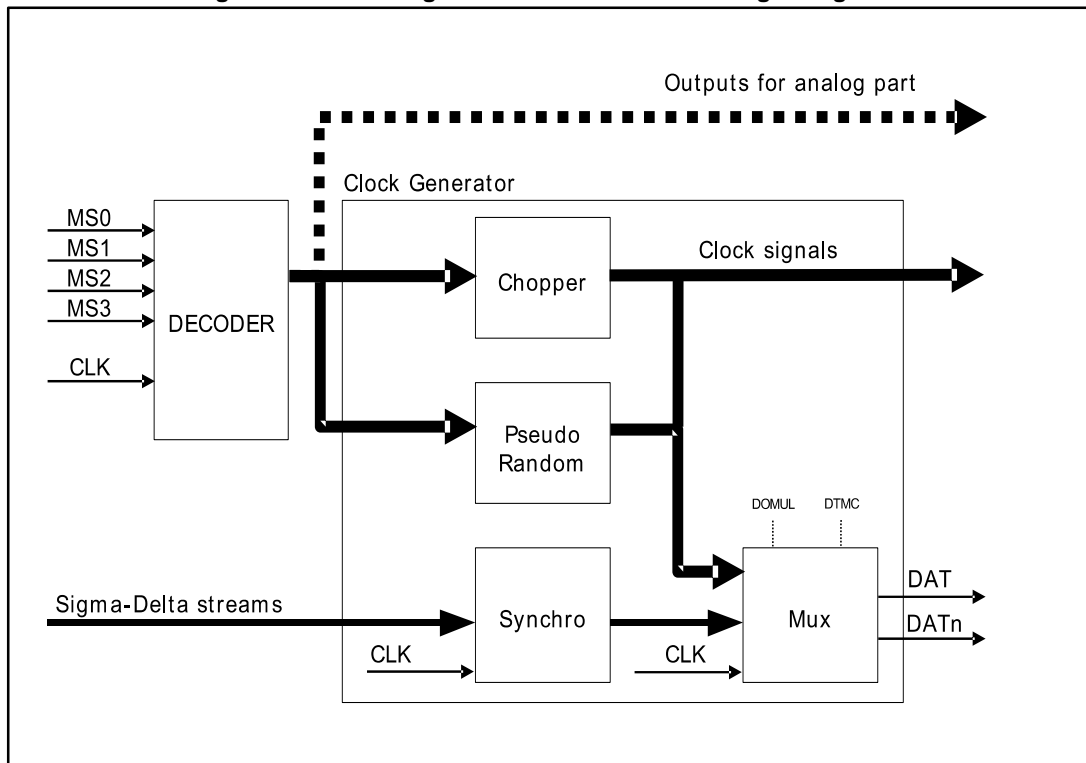 Outputs for analog part
Clock Generator
MS0
MS1
MS2
MS3
CLK
DECODER
Chopper
Clock signals
Pseudo
Random
DOMUL
DTMC
Sigma-Delta streams
Synchro
CLK
CLK
Mux
DAT
DATn